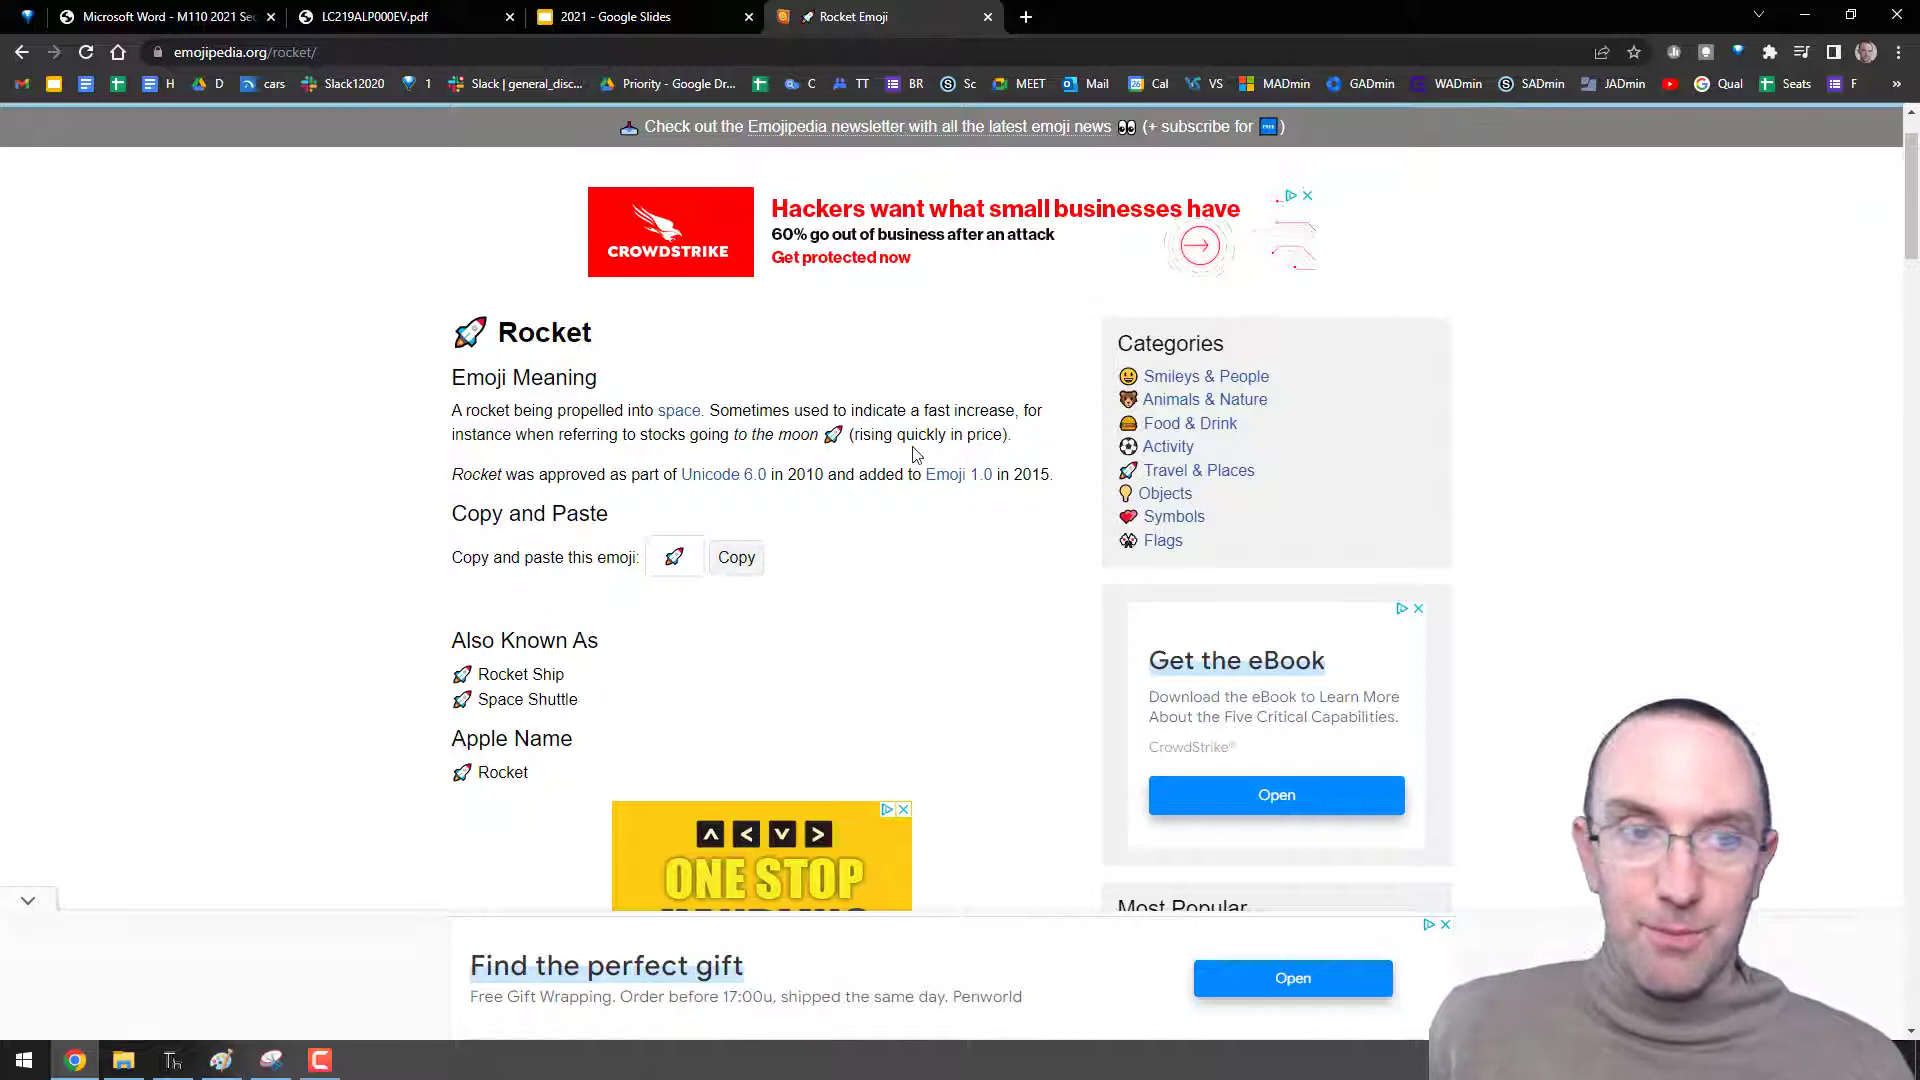 Microsoft Word - M110 2021 Sec
LC219ALP000EV.pdf
2021 - Google Slides
🚀 Rocket Emoji
emojipedia.org/rocket/
H D cars Slack12020 1 Slack | general_disc... Priority - Google Dr... C TT BR Sc MEET Mail Cal VS MADmin GADmin WADmin SADmin JADmin Qual Seats F »
Check out the Emojipedia newsletter with all the latest emoji news 👀 (+ subscribe for 🆓)
CROWDSTRIKE
Hackers want what small businesses have
60% go out of business after an attack
Get protected now
🚀 Rocket
Emoji Meaning
A rocket being propelled into space. Sometimes used to indicate a fast increase, for
instance when referring to stocks going to the moon 🚀 (rising quickly in price).
Rocket was approved as part of Unicode 6.0 in 2010 and added to Emoji 1.0 in 2015.
Copy and Paste
Copy and paste this emoji: 🚀 Copy
Also Known As
🚀 Rocket Ship
🚀 Space Shuttle
Apple Name
🚀 Rocket
ONE STOP
Categories
😃 Smileys & People
🐻 Animals & Nature
🍔 Food & Drink
⚽ Activity
🚀 Travel & Places
💡 Objects
💕 Symbols
🎌 Flags
Get the eBook
Download the eBook to Learn More
About the Five Critical Capabilities.
CrowdStrike®
Open
Most Popular
Find the perfect gift
Free Gift Wrapping. Order before 17:00u, shipped the same day. Penworld
Open